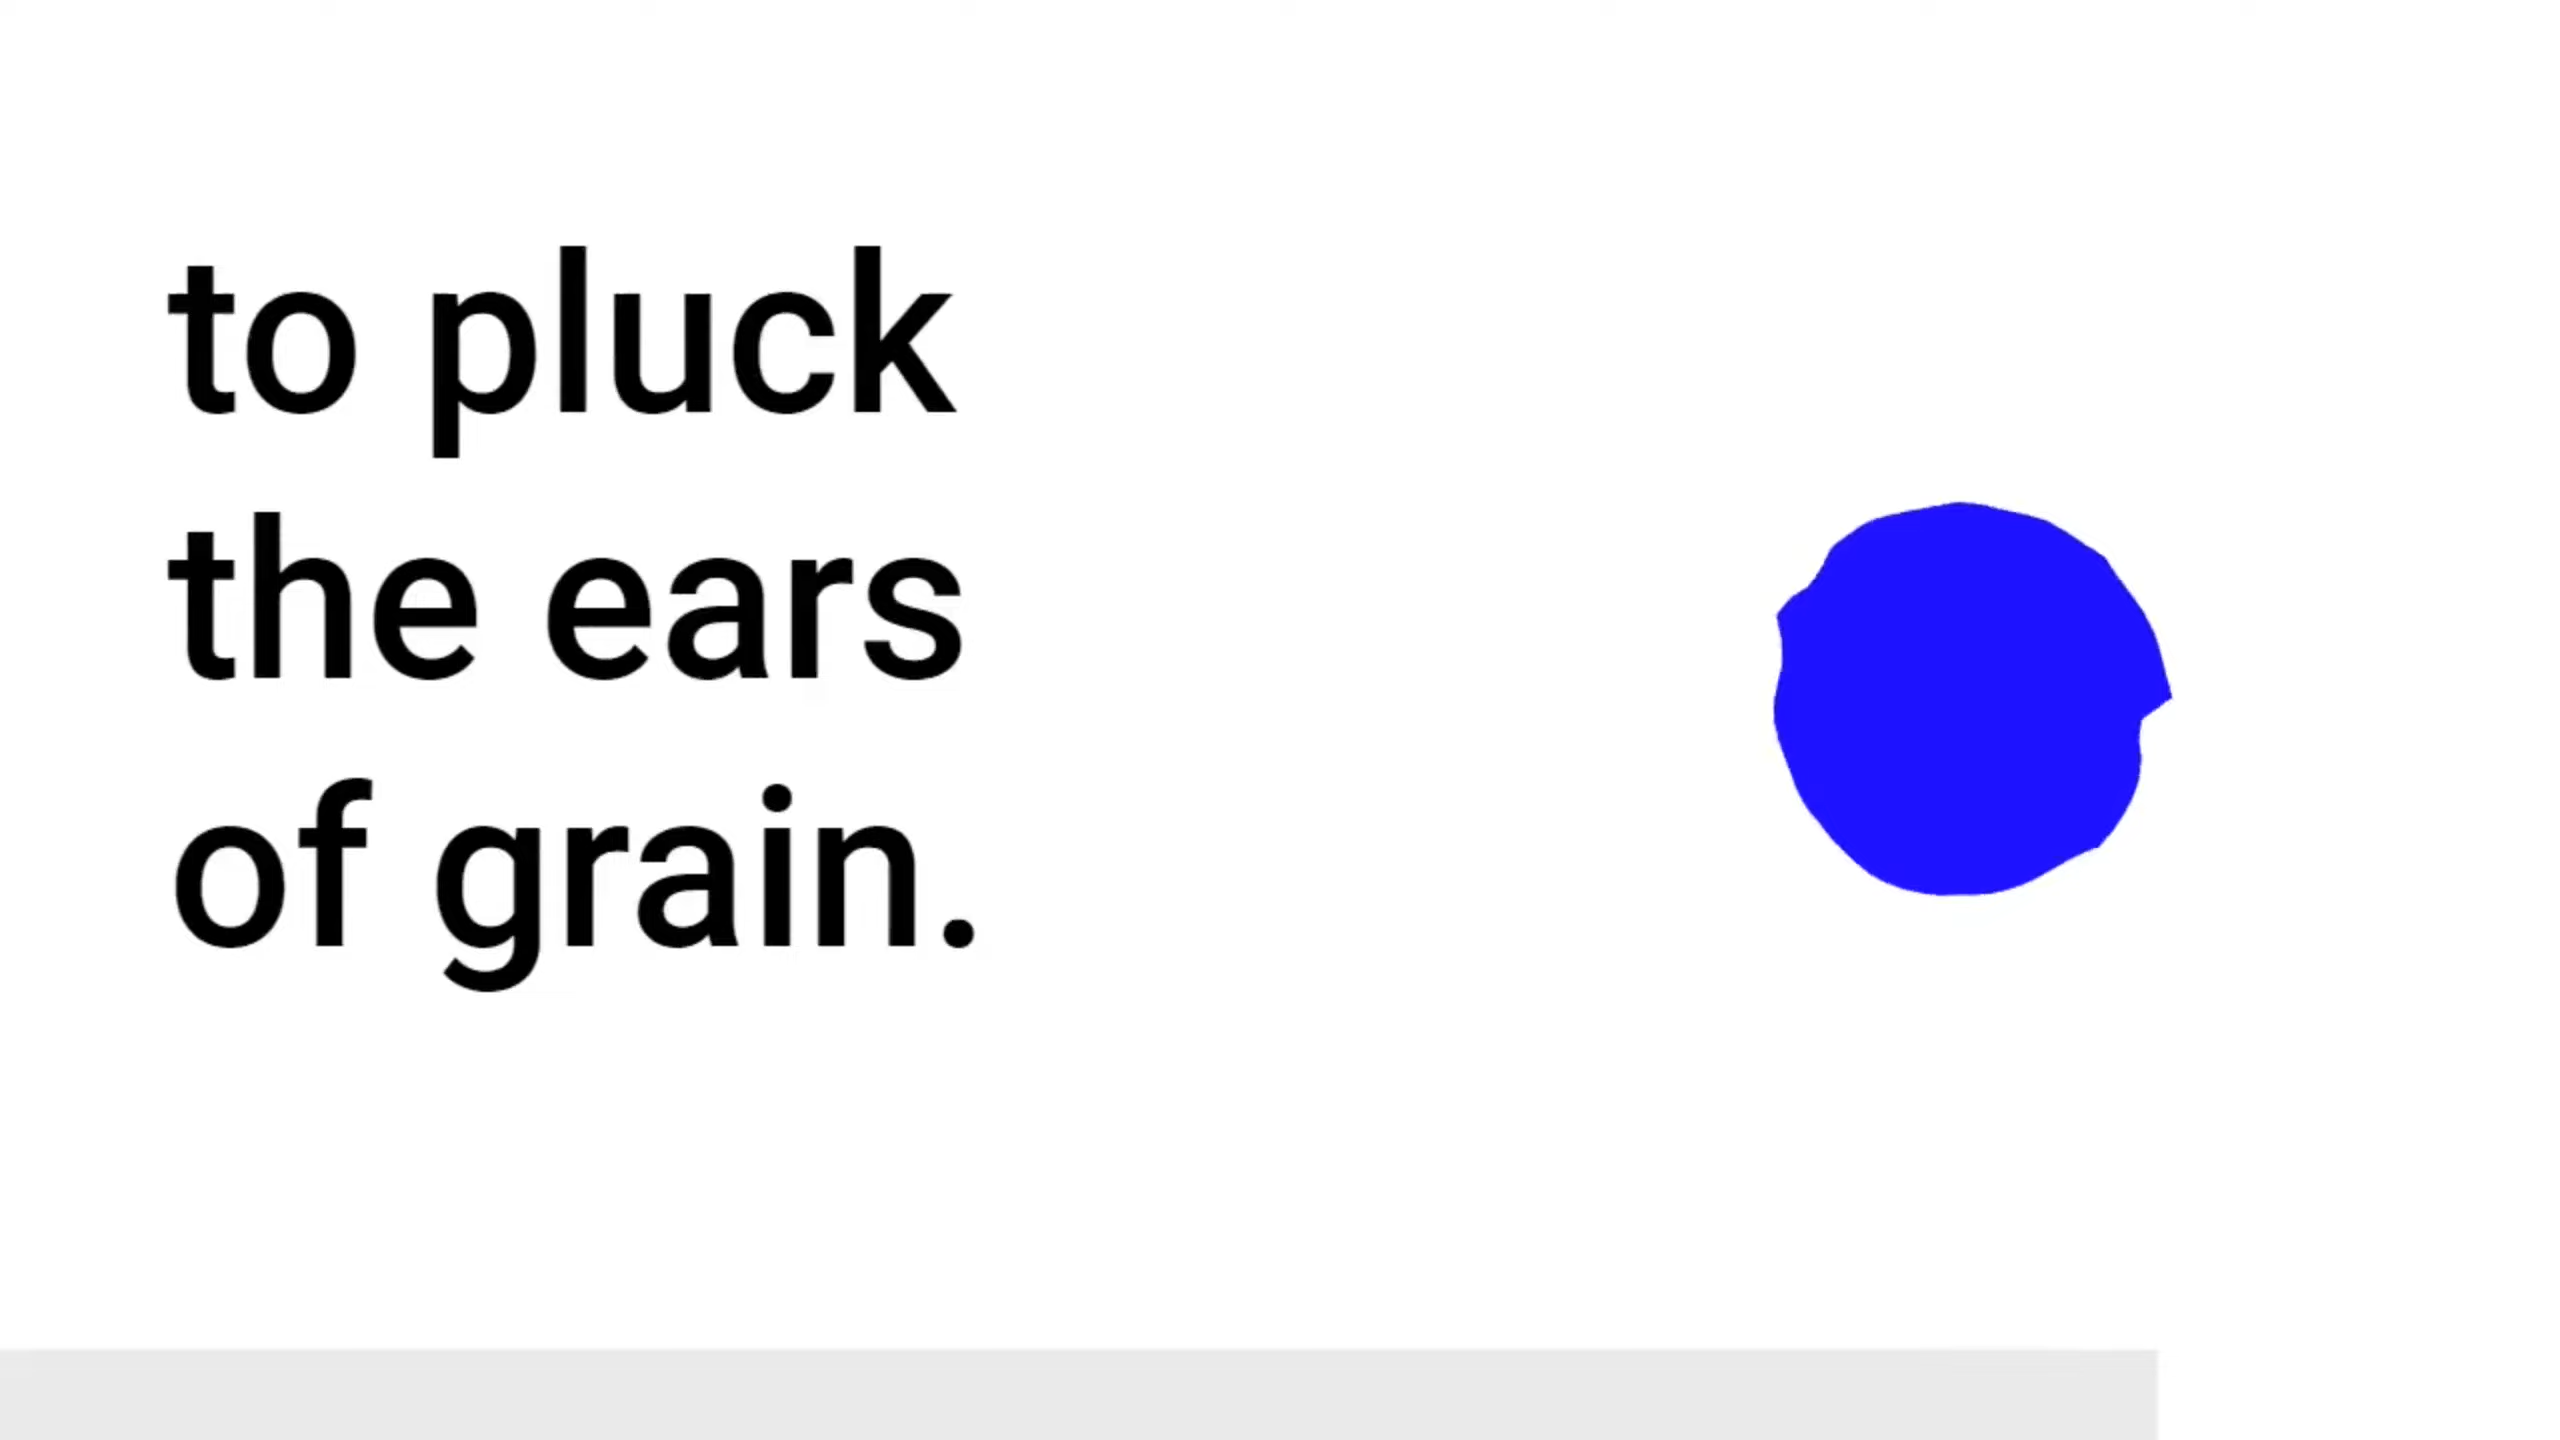 to pluck
the ears
of grain.